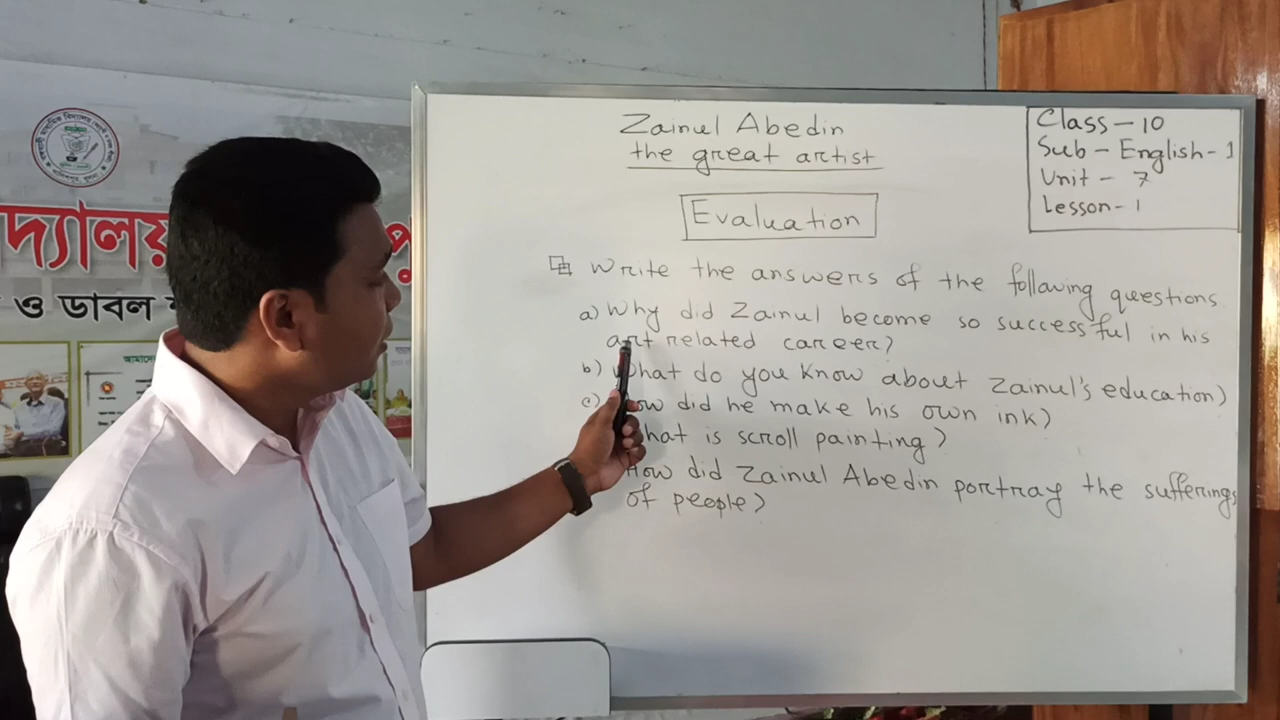 Zainul Abedin
the great artist
Class - 10
Sub - English - 1
Unit - 7
Lesson - 1
Evaluation
Write the answers of the following questions
a) Why did Zainul become so successful in his
art related career?
b) What do you know about Zainul's education?
c) How did he make his own ink?
What is scroll painting?
How did Zainul Abedin portray the sufferings
of people?
দ্যালয়
ও ডাবল